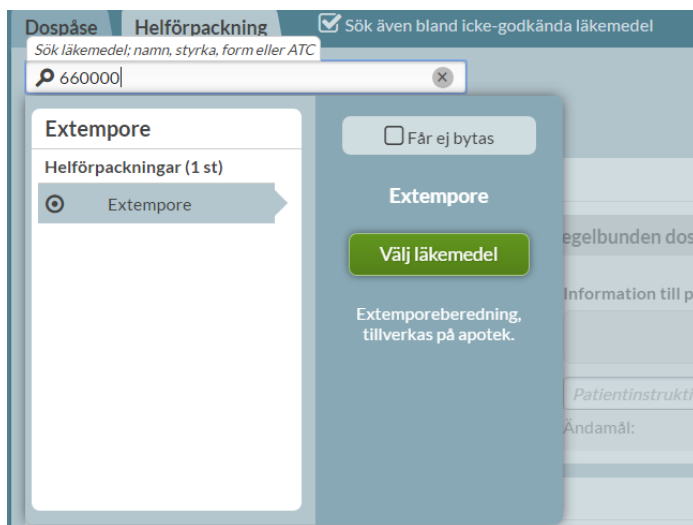 Dospåse Helförpackning Sök även bland icke-godkända läkemedel
Sök läkemedel; namn, styrka, form eller ATC
660000
Extempore
Får ej bytas
Helförpackningar (1 st)
Extempore
Extempore
Välj läkemedel
egelbunden dos
Information till p
Extemporeberedning,
tillverkas på apotek.
Patientinstrukti
Ändamål: